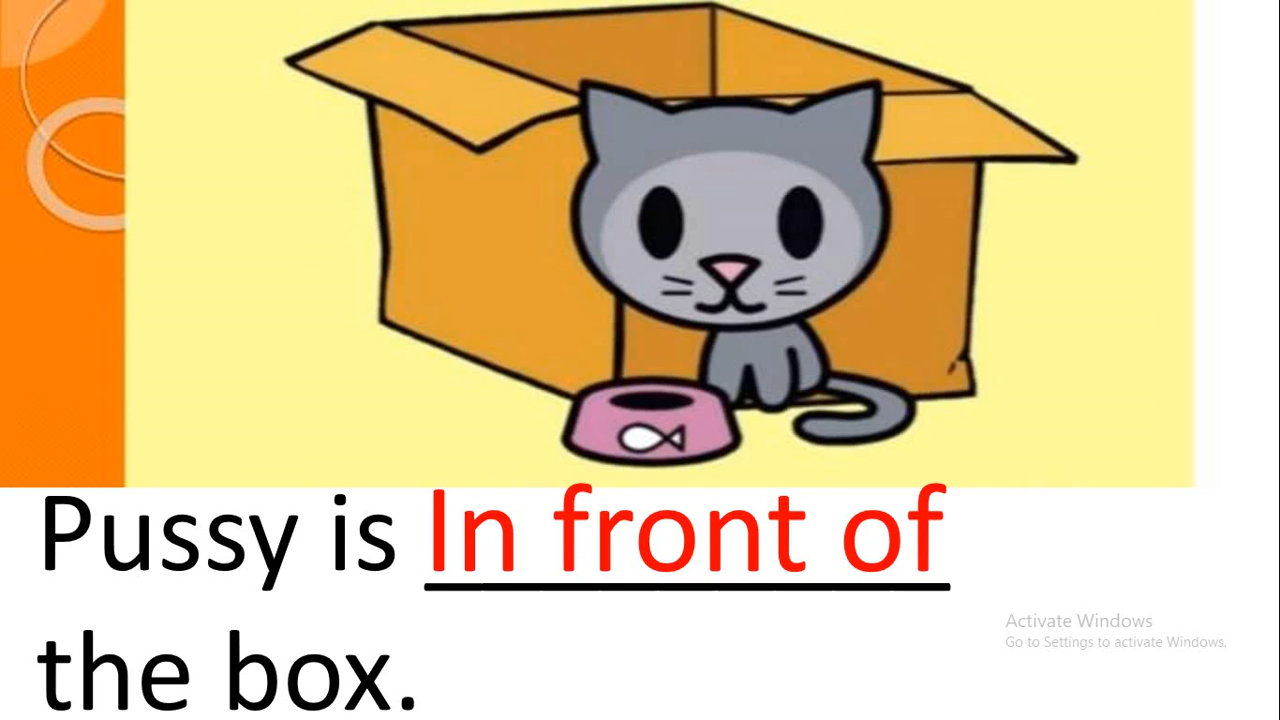 Pussy is In front of
the box.
Activate Windows
Go to Settings to activate Windows.